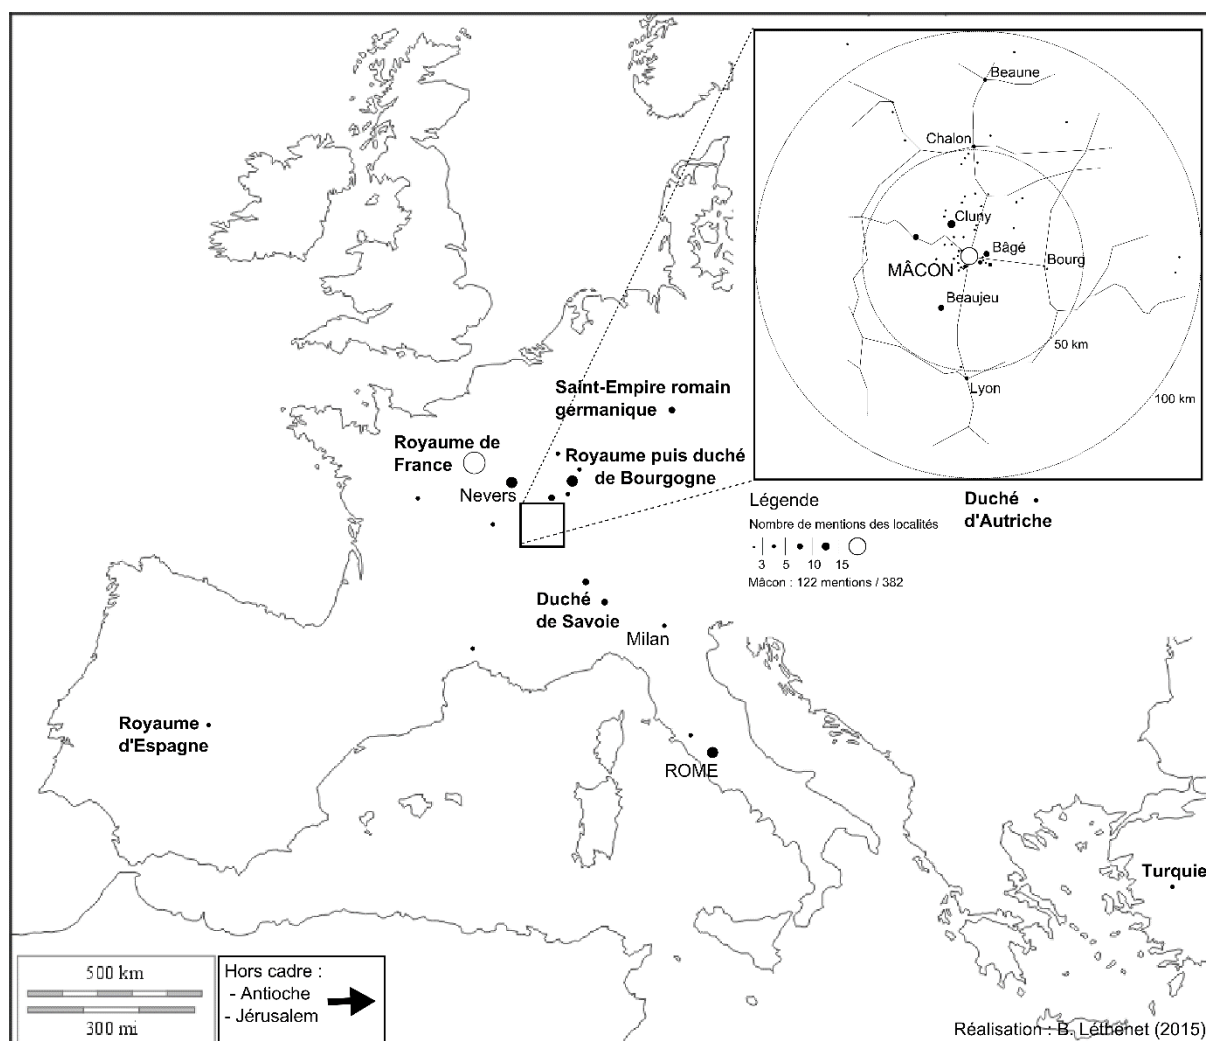 Beaune
Chalon
Cluny
Bâgé
MÂCON
Bourg
Beaujeu
50 km
Lyon
100 km
Saint-Empire romain
germanique
Royaume de
France
Royaume puis duché
de Bourgogne
Nevers
Légende
Nombre de mentions des localités
3 5 10 15
Mâcon : 122 mentions / 382
Duché
d'Autriche
Duché
de Savoie
Milan
Royaume
d'Espagne
ROME
Turquie
500 km
300 mi
Hors cadre :
- Antioche
- Jérusalem
Réalisation : B. Léthenet (2015)